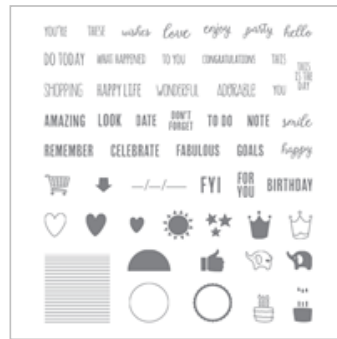 YOU'RE THESE wishes love enjoy party hello
DO TODAY WHAT HAPPENED TO YOU CONGRATULATIONS THIS
THIS IS THE DAY
SHOPPING HAPPY LIFE WONDERFUL ADORABLE YOU
AMAZING LOOK DATE DON'T FORGET TO DO NOTE smile
REMEMBER CELEBRATE FABULOUS GOALS happy
—/—/— FYI FOR YOU BIRTHDAY